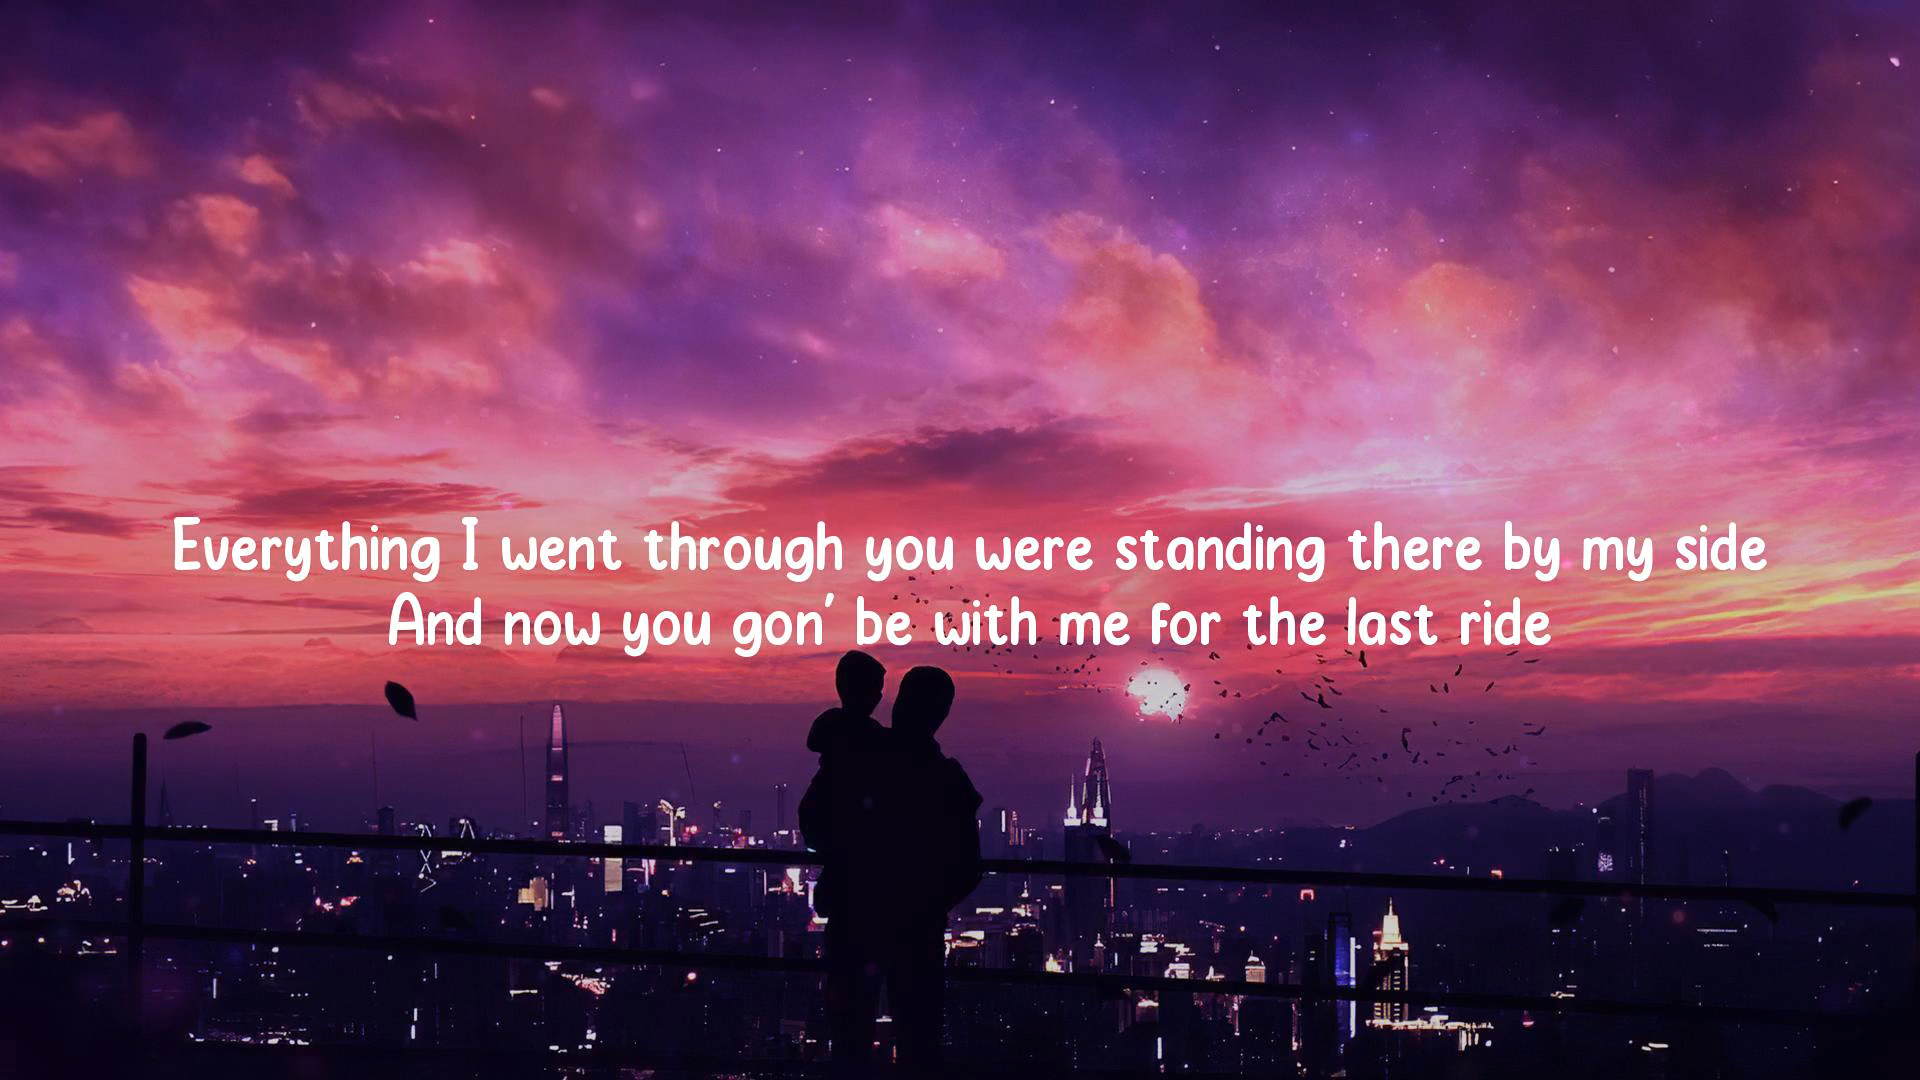 Everything I went through you were standing there by my side
And now you gon' be with me for the last ride